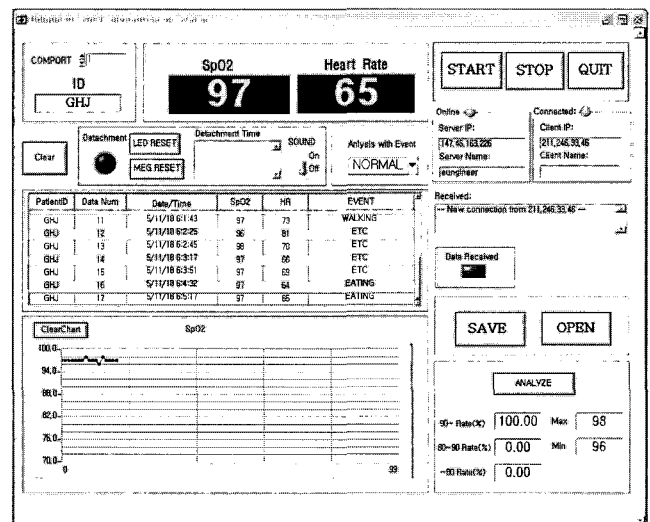 COMPORT
ID
GHJ
SpO2
97
Heart Rate
65
START
STOP
QUIT
Clear
Detachment
LED RESET
MEG RESET
Detachment Time
SOUND
On
Off
Anlysis with Event
NORMAL
Online
Connected:
Server IP:
147,46,163,226
Client IP:
211,246,33,46
Server Name:
jeungineer
Client Name:
PatientID Data Num Date/Time SpO2 HR EVENT
GHJ 11 5/11/18 6:1:43 97 73 WALKING
GHJ 12 5/11/18 6:2:25 96 81 ETC
GHJ 13 5/11/18 6:2:45 98 70 ETC
GHJ 14 5/11/18 6:3:17 97 66 ETC
GHJ 15 5/11/18 6:3:51 97 69 ETC
GHJ 16 5/11/18 6:4:32 97 64 EATING
GHJ 17 5/11/18 6:5:17 97 65 EATING
Received:
-- New connection from 211,246,33,46 --
Data Received
SAVE
OPEN
ClearChart
SpO2
100,0
94,0
88,0
82,0
76,0
70,0
0
99
ANALYZE
90~ Rate(%) 100.00 Max 98
80~90 Rate(%) 0.00 Min 96
~80 Rate(%) 0.00